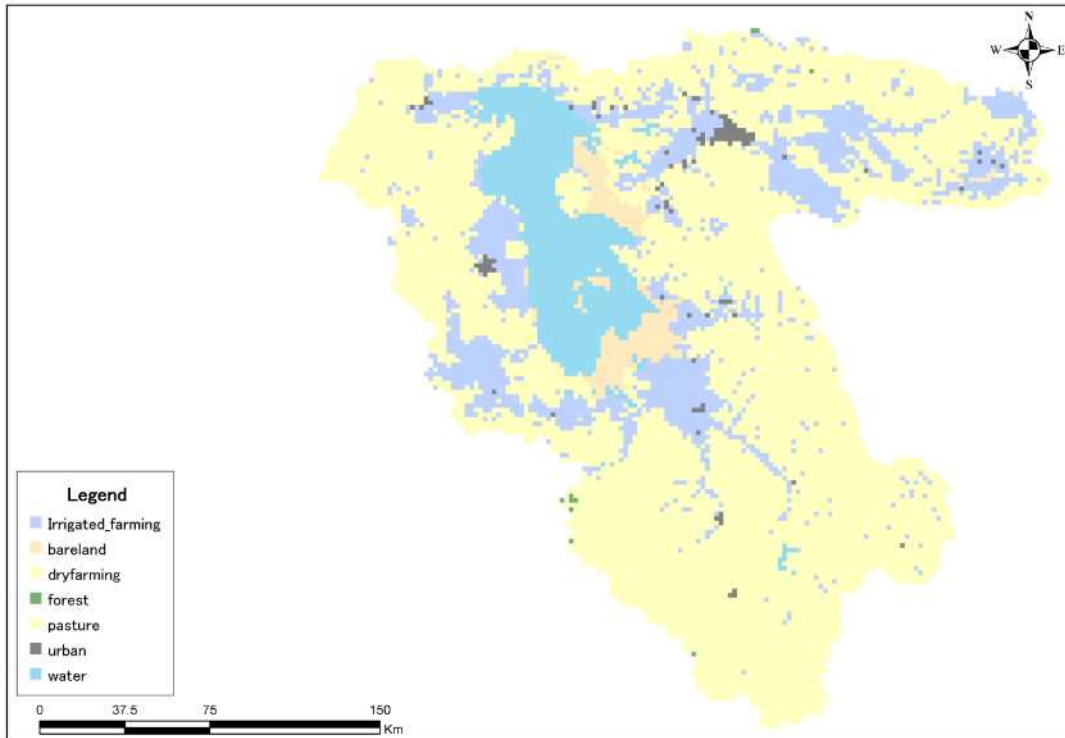 N
W E
S
Legend
Irrigated_farming
bareland
dryfarming
forest
pasture
urban
water
0 37.5 75 150
Km